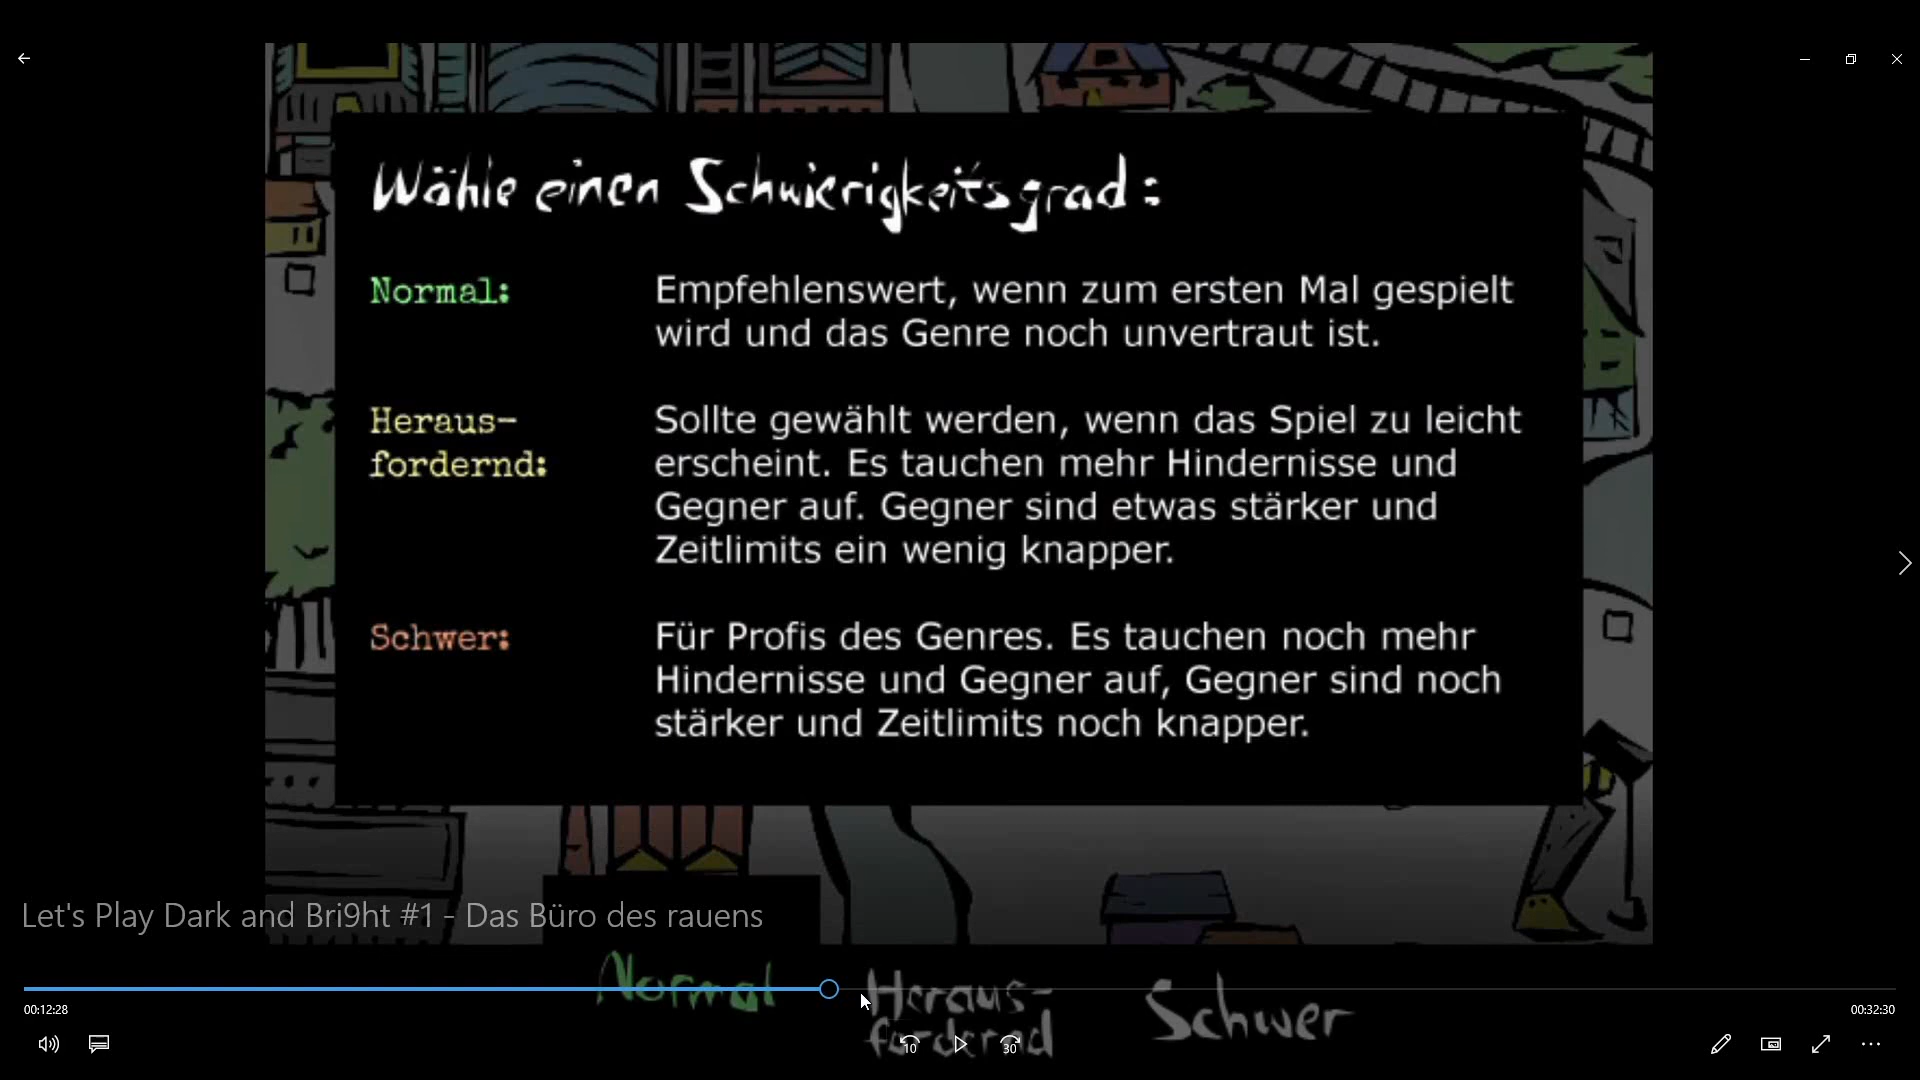 Wähle einen Schwierigkeitsgrad:
Normal:
Empfehlenswert, wenn zum ersten Mal gespielt
wird und das Genre noch unvertraut ist.
Heraus-
fordernd:
Sollte gewählt werden, wenn das Spiel zu leicht
erscheint. Es tauchen mehr Hindernisse und
Gegner auf. Gegner sind etwas stärker und
Zeitlimits ein wenig knapper.
Schwer:
Für Profis des Genres. Es tauchen noch mehr
Hindernisse und Gegner auf, Gegner sind noch
stärker und Zeitlimits noch knapper.
Let's Play Dark and Bri9ht #1 - Das Büro des rauens
Normal
Heraus-
fordernd
Schwer
00:12:28
00:32:30
10
30